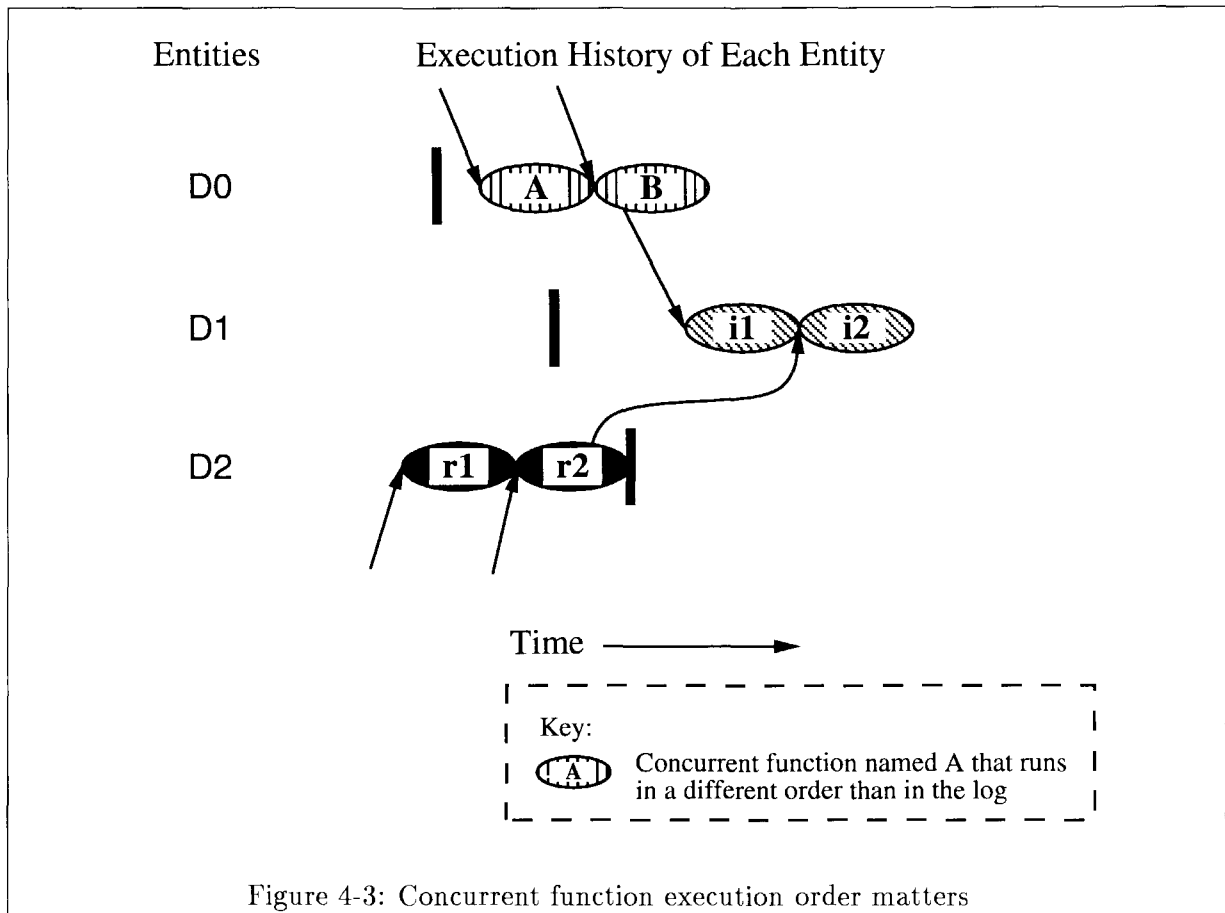 Entities Execution History of Each Entity
D0 A B
D1 i1 i2
D2 r1 r2
Time
Key:
A Concurrent function named A that runs
in a different order than in the log
Figure 4-3: Concurrent function execution order matters